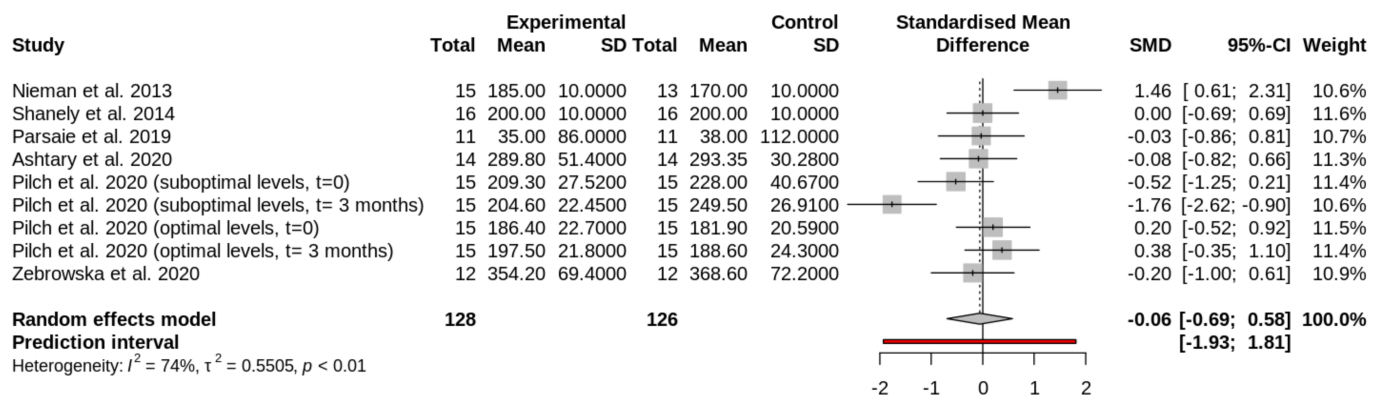 Experimental Control Standardised Mean
Study Total Mean SD Total Mean SD Difference SMD 95%-CI Weight
Nieman et al. 2013 15 185.00 10.0000 13 170.00 10.0000 1.46 [ 0.61; 2.31] 10.6%
Shanely et al. 2014 16 200.00 10.0000 16 200.00 10.0000 0.00 [-0.69; 0.69] 11.6%
Parsaie et al. 2019 11 35.00 86.0000 11 38.00 112.0000 -0.03 [-0.86; 0.81] 10.7%
Ashtary et al. 2020 14 289.80 51.4000 14 293.35 30.2800 -0.08 [-0.82; 0.66] 11.3%
Pilch et al. 2020 (suboptimal levels, t=0) 15 209.30 27.5200 15 228.00 40.6700 -0.52 [-1.25; 0.21] 11.4%
Pilch et al. 2020 (suboptimal levels, t= 3 months) 15 204.60 22.4500 15 249.50 26.9100 -1.76 [-2.62; -0.90] 10.6%
Pilch et al. 2020 (optimal levels, t=0) 15 186.40 22.7000 15 181.90 20.5900 0.20 [-0.52; 0.92] 11.5%
Pilch et al. 2020 (optimal levels, t= 3 months) 15 197.50 21.8000 15 188.60 24.3000 0.38 [-0.35; 1.10] 11.4%
Zebrowska et al. 2020 12 354.20 69.4000 12 368.60 72.2000 -0.20 [-1.00; 0.61] 10.9%
Random effects model 128 126 -0.06 [-0.69; 0.58] 100.0%
Prediction interval [-1.93; 1.81]
Heterogeneity: I² = 74%, τ² = 0.5505, p < 0.01
-2 -1 0 1 2